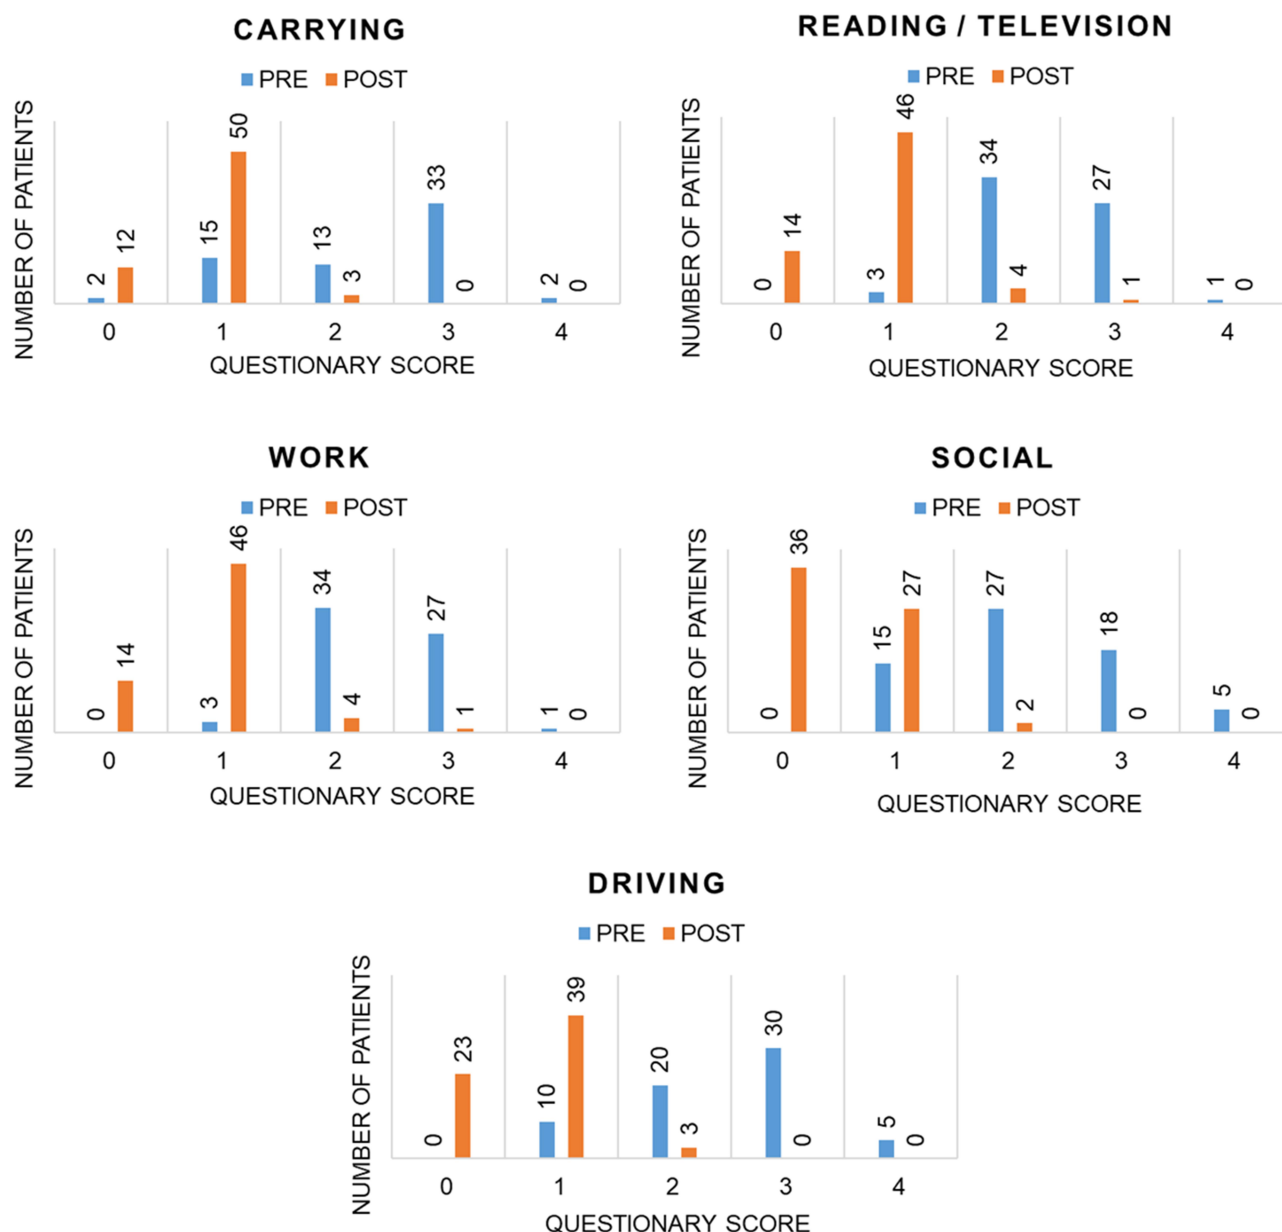 CARRYING
PRE POST
NUMBER OF PATIENTS
2 12 15 50 13 3 33 0 2 0
0 1 2 3 4
QUESTIONARY SCORE
READING / TELEVISION
PRE POST
NUMBER OF PATIENTS
0 14 3 46 34 4 27 1 1 0
0 1 2 3 4
QUESTIONARY SCORE
WORK
PRE POST
NUMBER OF PATIENTS
0 14 3 46 34 4 27 1 1 0
0 1 2 3 4
QUESTIONARY SCORE
SOCIAL
PRE POST
NUMBER OF PATIENTS
0 36 15 27 27 2 18 0 5 0
0 1 2 3 4
QUESTIONARY SCORE
DRIVING
PRE POST
NUMBER OF PATIENTS
0 23 10 39 20 3 30 0 5 0
0 1 2 3 4
QUESTIONARY SCORE